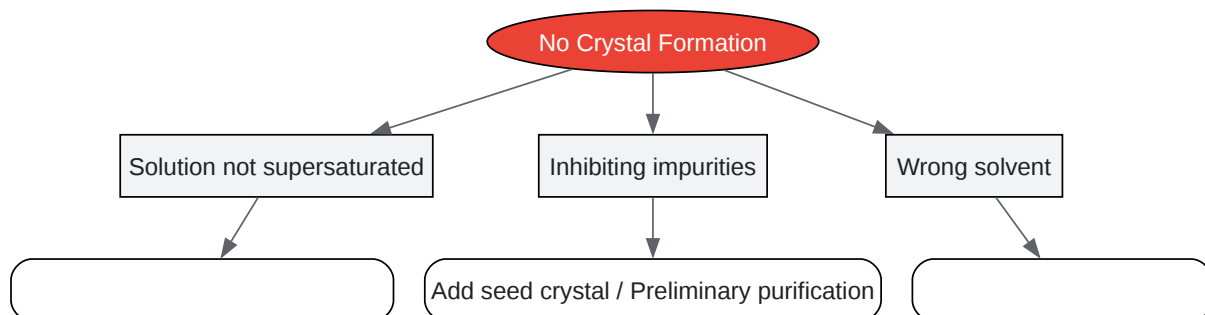 No Crystal Formation
Solution not supersaturated
Inhibiting impurities
Wrong solvent
Add seed crystal / Preliminary purification